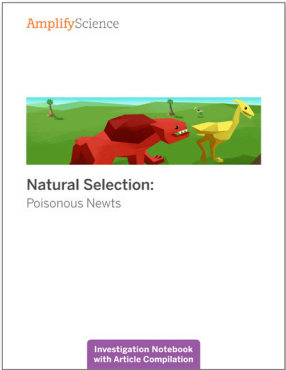 AmplifyScience
Natural Selection:
Poisonous Newts
Investigation Notebook
with Article Compilation